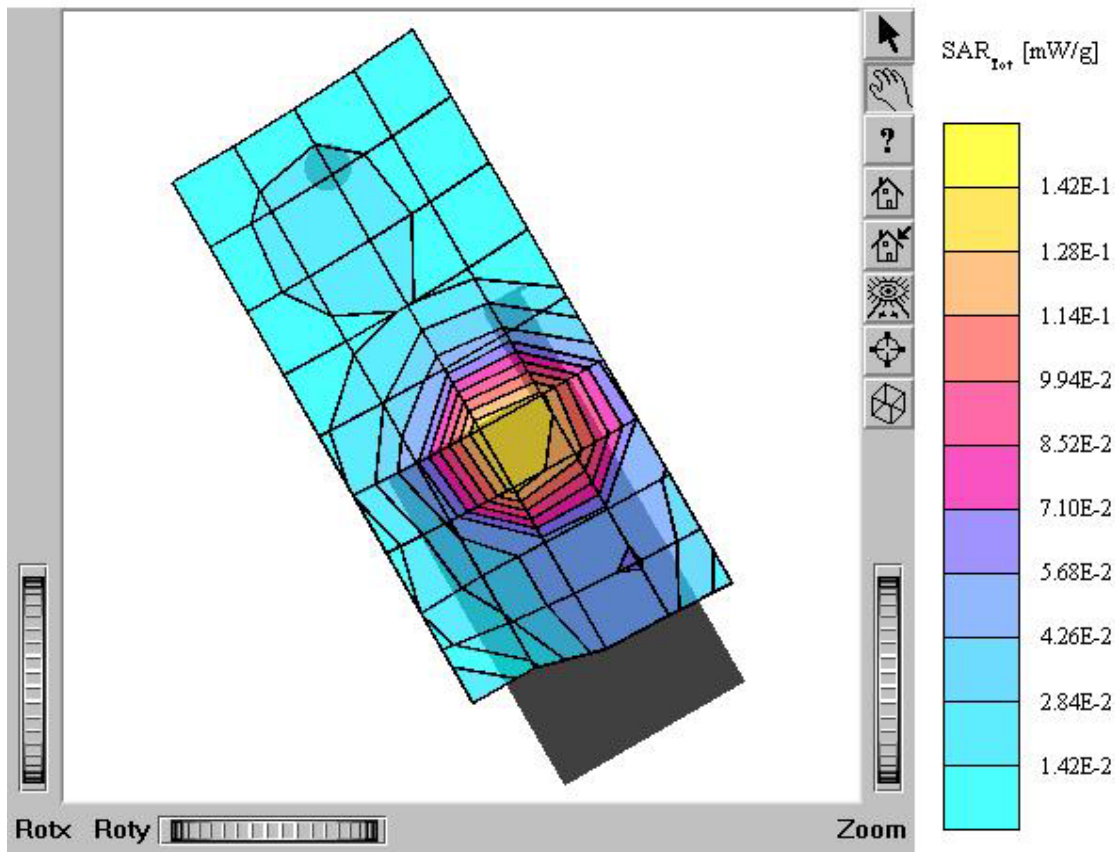 SAR_Tot [mW/g]
?
1.42E-1
1.28E-1
1.14E-1
9.94E-2
8.52E-2
7.10E-2
5.68E-2
4.26E-2
2.84E-2
1.42E-2
Rotx Roty Zoom